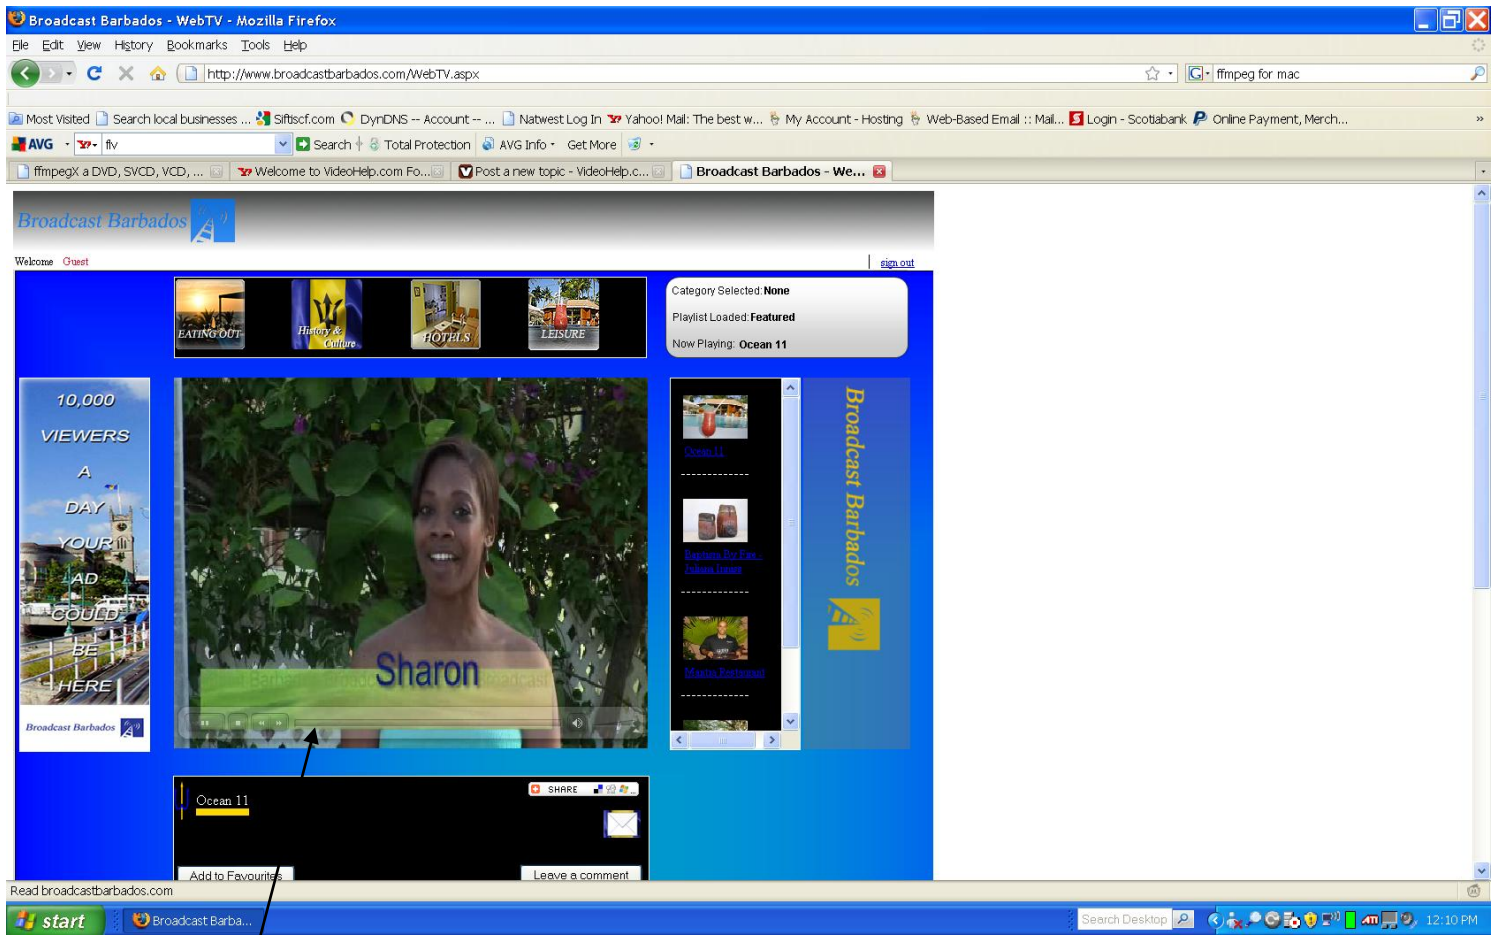 Broadcast Barbados - WebTV - Mozilla Firefox
File Edit View History Bookmarks Tools Help
http://www.broadcastbarbados.com/WebTV.aspx
ffmpeg for mac
Most Visited Search local businesses ... Siftiscf.com DynDNS -- Account -- ... Natwest Log In Yahoo! Mail: The best w... My Account - Hosting Web-Based Email :: Mail... Login - Scotiabank Online Payment, Merch...
AVG flv Search Total Protection AVG Info Get More
ffmpegX a DVD, SVCD, VCD, ... Welcome to VideoHelp.com Fo... Post a new topic - VideoHelp.c... Broadcast Barbados - We...
Broadcast Barbados
Welcome Guest
sign out
EATING OUT
History &
Culture
HOTELS
LEISURE
Category Selected: None
Playlist Loaded: Featured
Now Playing: Ocean 11
10,000
VIEWERS
A
DAY
YOUR
AD
COULD
BE
HERE
Broadcast Barbados
Sharon
Ocean 11
-------------
Baptism By Fire -
-------------
-------------
Broadcast Barbados
Ocean 11
SHARE
Add to Favourites
Leave a comment
Read broadcastbarbados.com
start
Broadcast Barba...
Search Desktop
ATI
12:10 PM